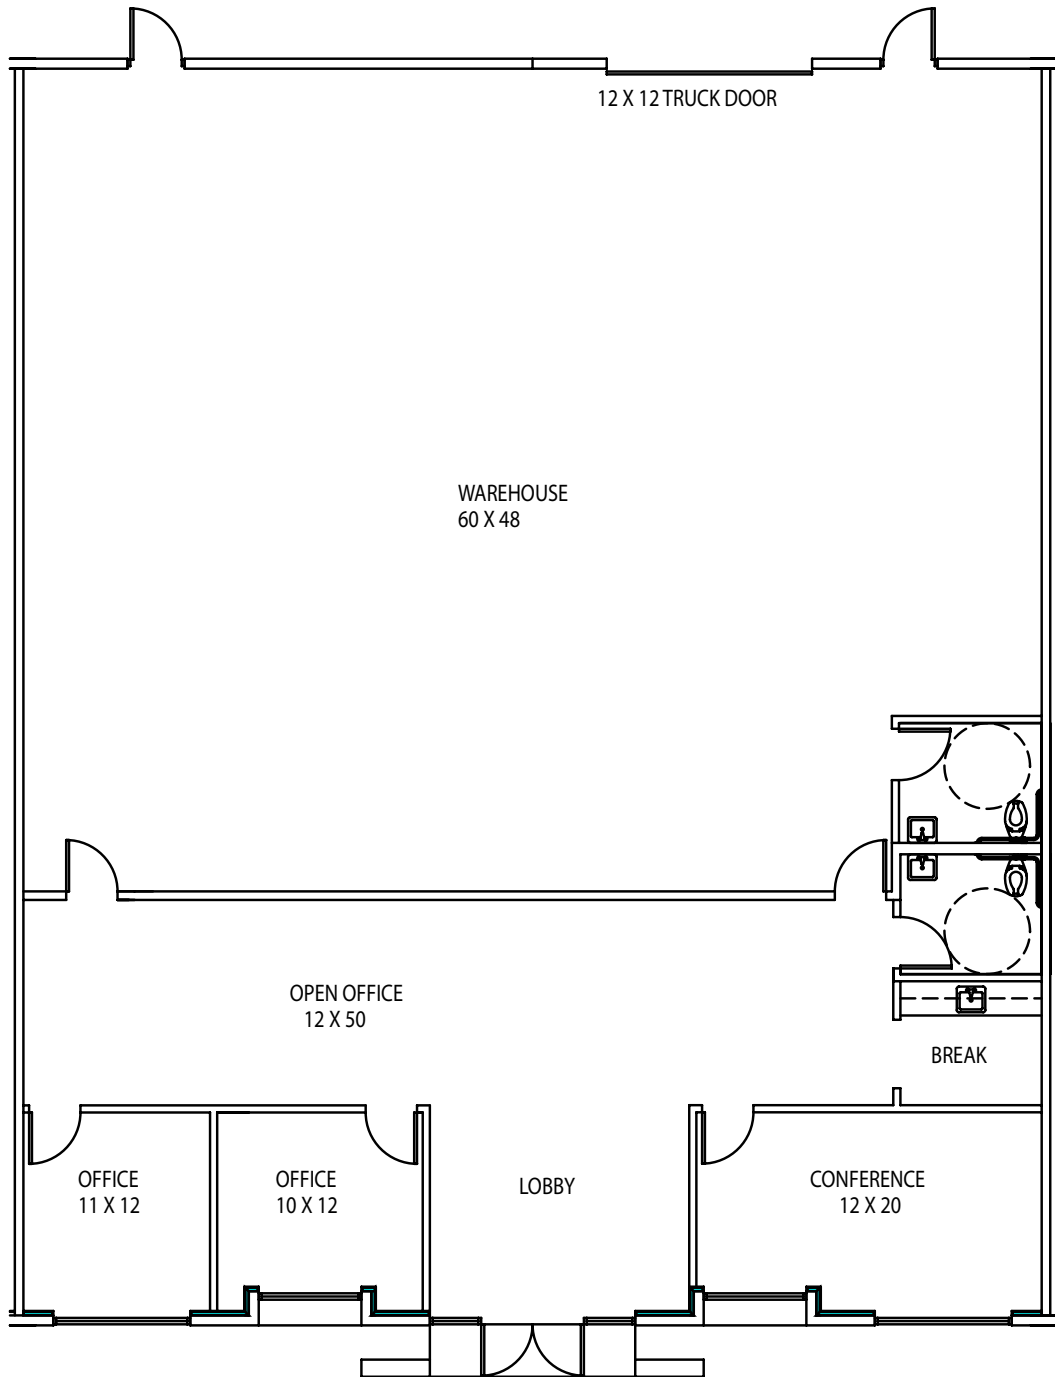 12 X 12 TRUCK DOOR
WAREHOUSE
60 X 48
OPEN OFFICE
12 X 50
BREAK
OFFICE
11 X 12
OFFICE
10 X 12
LOBBY
CONFERENCE
12 X 20